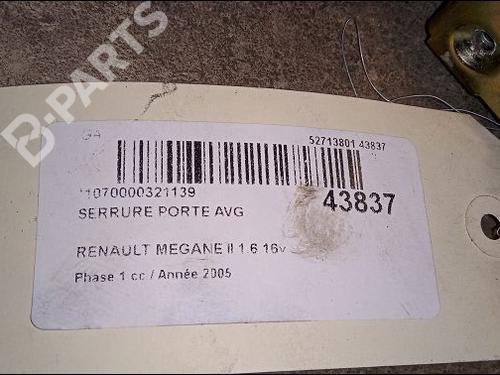 B-PARTS
GA
52713801 43837
*1070000321139
43837
SERRURE PORTE AVG
RENAULT MEGANE II 1.6 16v
Phase 1 cc / Année 2005